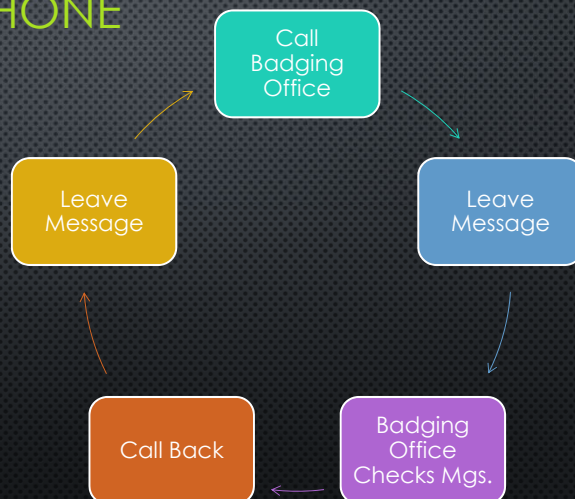 HONE
Call
Badging
Office
Leave
Message
Badging
Office
Checks Mgs.
Call Back
Leave
Message